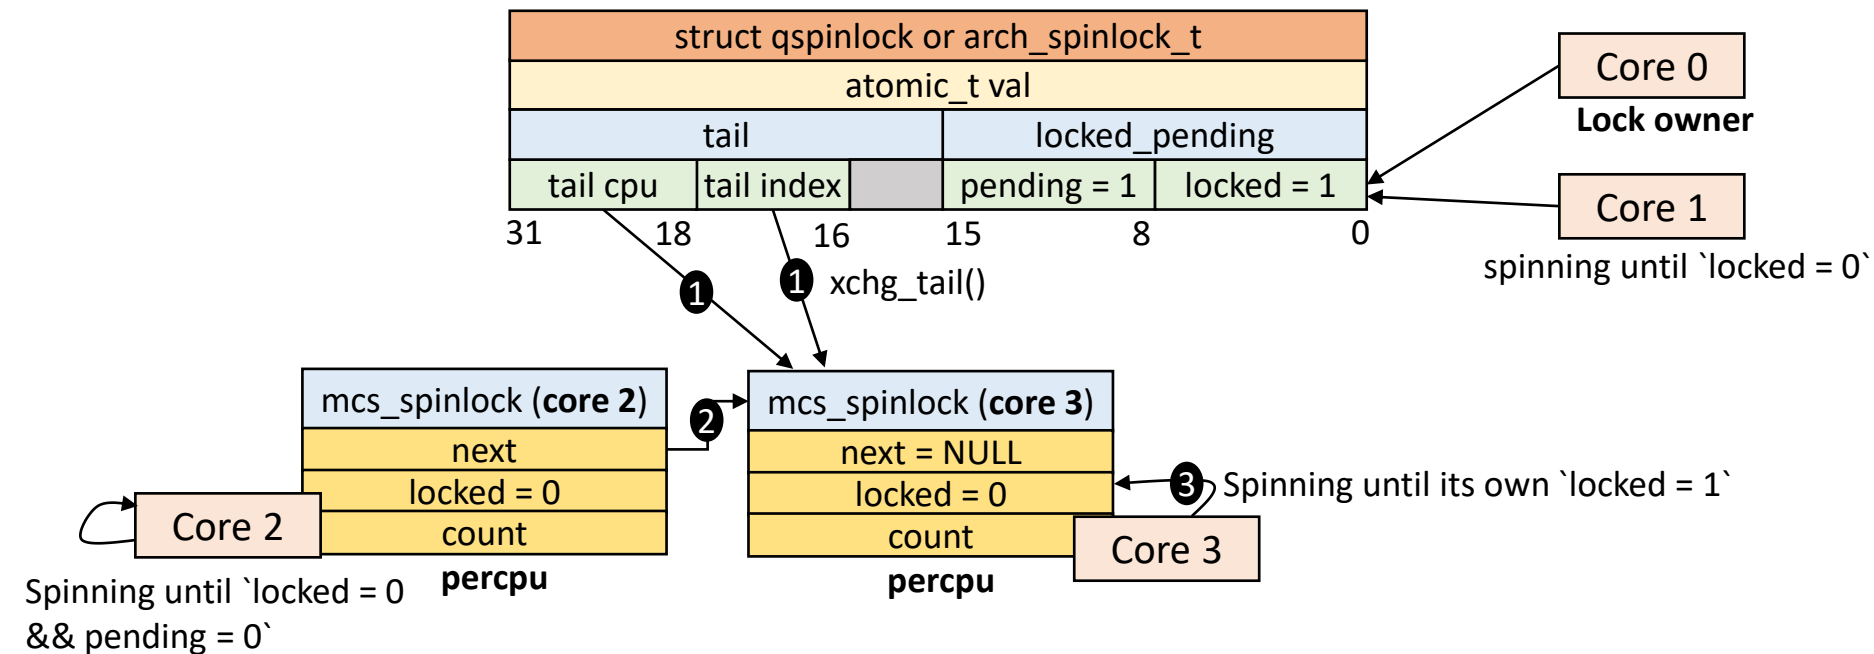 struct qspinlock or arch_spinlock_t
atomic_t val
tail
locked_pending
tail cpu
tail index
pending = 1
locked = 1
31
18
16
15
8
0
Core 0
Lock owner
Core 1
spinning until `locked = 0`
1
1
xchg_tail()
mcs_spinlock (core 2)
next
locked = 0
count
percpu
Core 2
Spinning until `locked = 0
&& pending = 0`
2
mcs_spinlock (core 3)
next = NULL
locked = 0
count
percpu
3
Spinning until its own `locked = 1`
Core 3